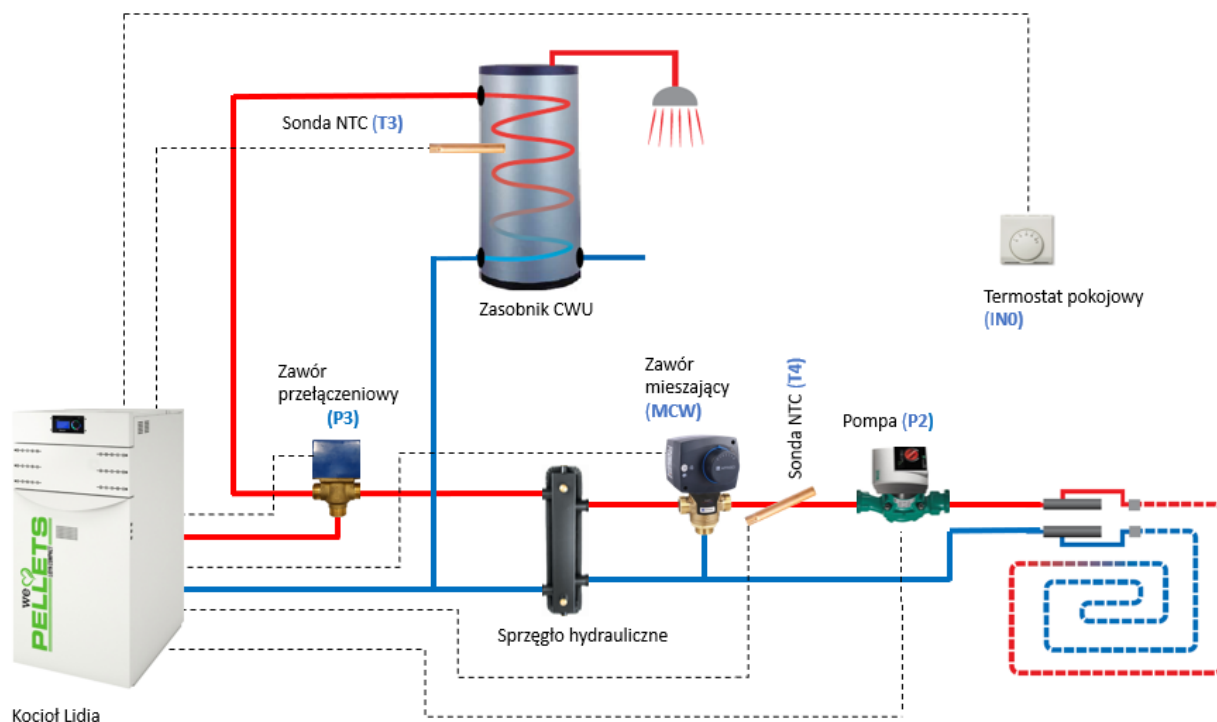 Sonda NTC (T3)
Zasobnik CWU
Termostat pokojowy
(IN0)
Zawór
przełączeniowy
(P3)
Zawór
mieszający
(MCW)
Sonda NTC (T4)
Pompa (P2)
Sprzęgło hydrauliczne
we
PELLETS
Kocioł Lidia